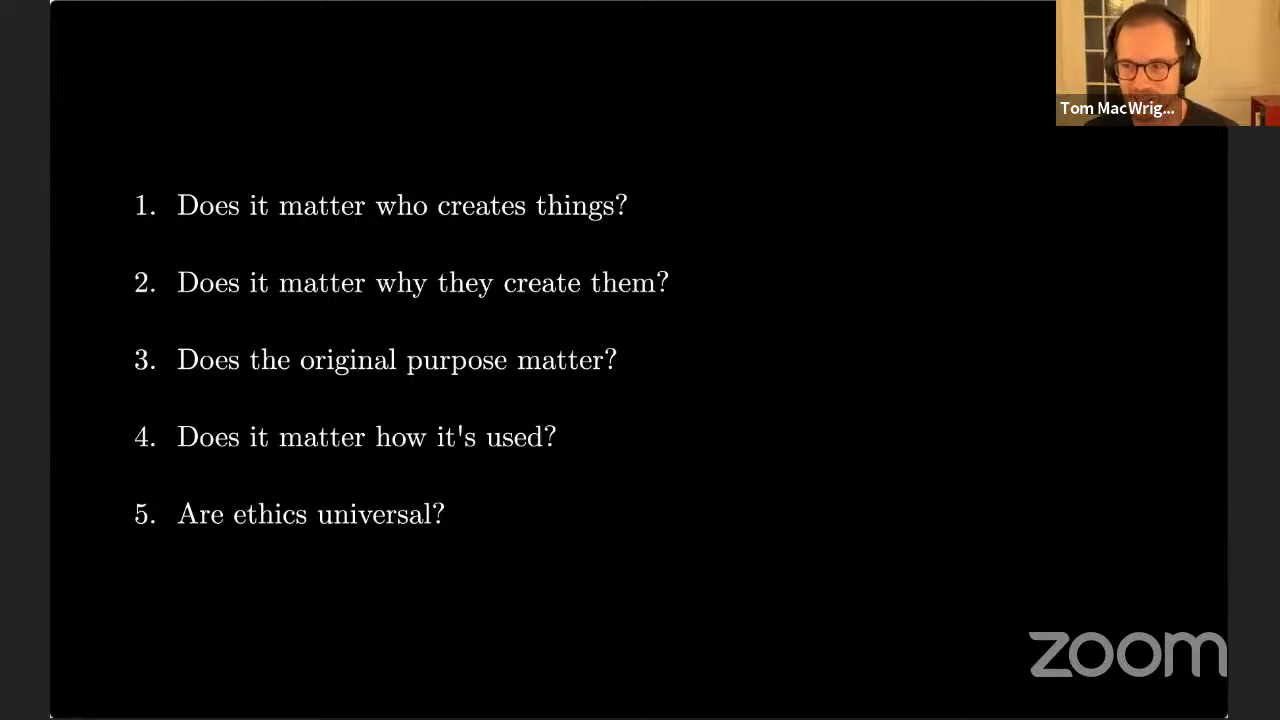 Tom MacWrig...
1. Does it matter who creates things?
2. Does it matter why they create them?
3. Does the original purpose matter?
4. Does it matter how it's used?
5. Are ethics universal?
zoom